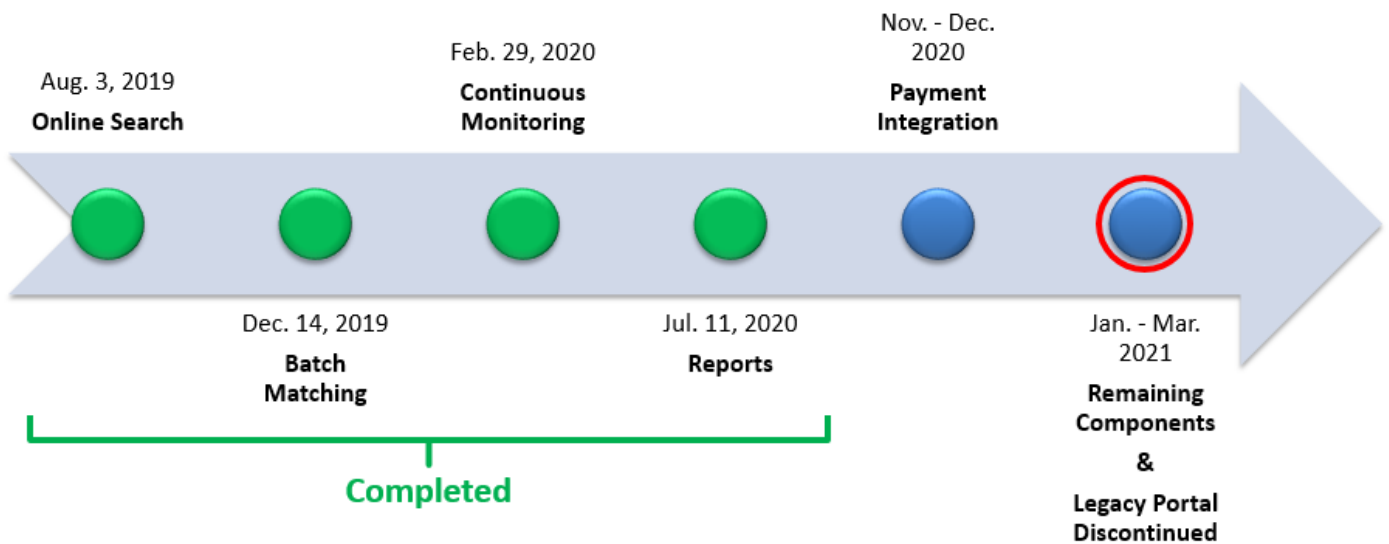 Aug. 3, 2019
Online Search
Dec. 14, 2019
Batch
Matching
Feb. 29, 2020
Continuous
Monitoring
Jul. 11, 2020
Reports
Nov. - Dec.
2020
Payment
Integration
Jan. - Mar.
2021
Remaining
Components
&
Legacy Portal
Discontinued
Completed